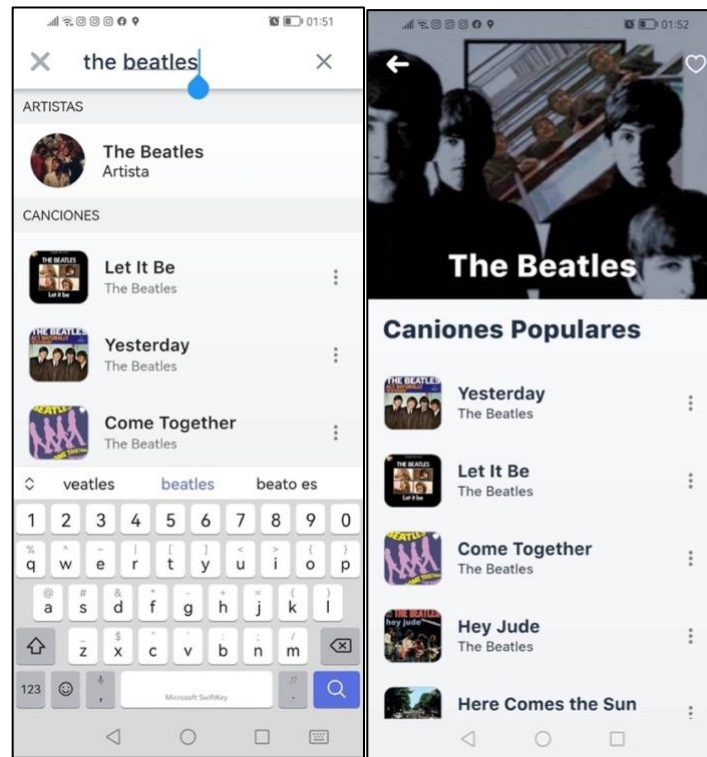 01:51
the beatles
ARTISTAS
The Beatles
Artista
CANCIONES
Let It Be
The Beatles
Yesterday
The Beatles
Come Together
The Beatles
veatles beatles beato es
1 2 3 4 5 6 7 8 9 0
q w e r t y u i o p
a s d f g h j k l
z x c v b n m
123 , Microsoft SwiftKey .
01:52
The Beatles
Caniones Populares
Yesterday
The Beatles
Let It Be
The Beatles
Come Together
The Beatles
Hey Jude
The Beatles
Here Comes the Sun